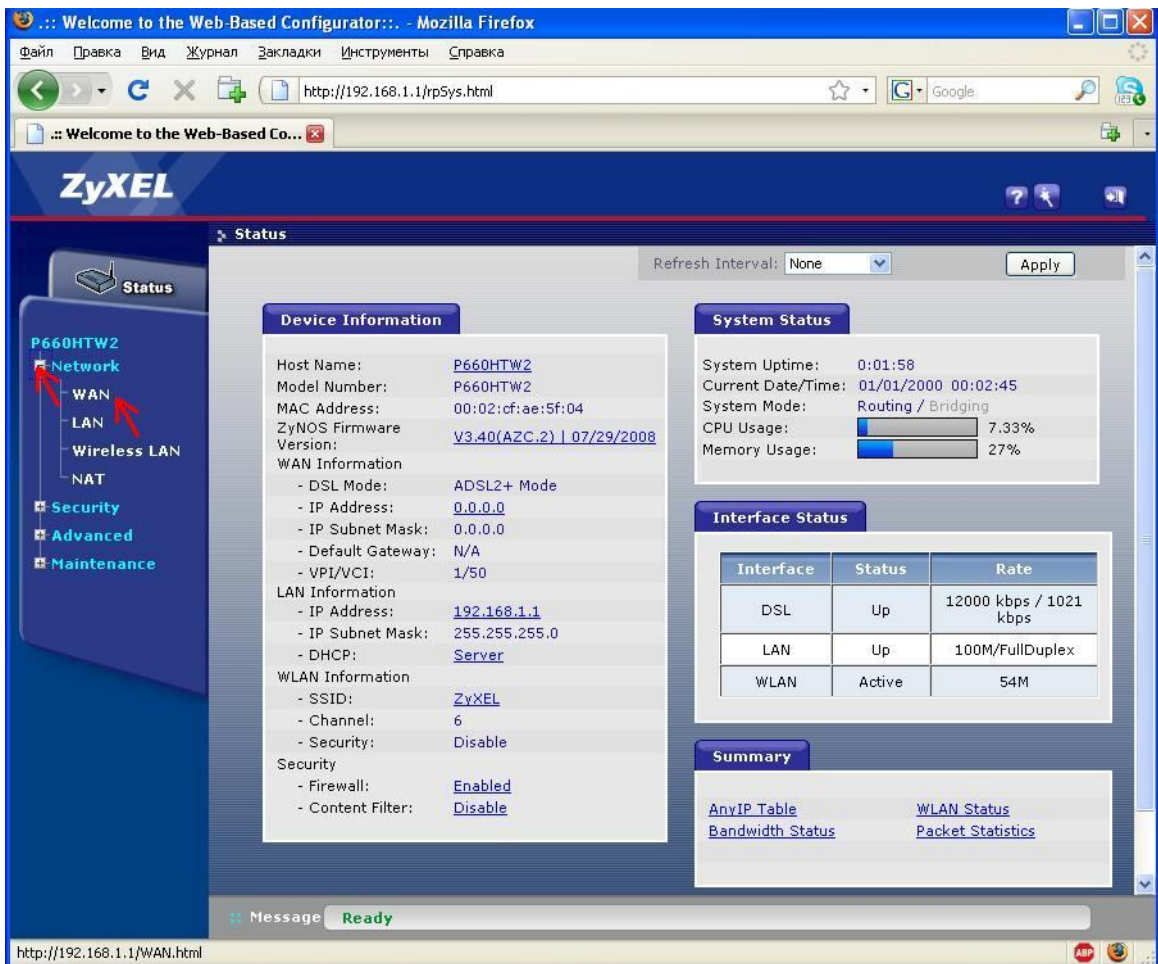 .:: Welcome to the Web-Based Configurator::. - Mozilla Firefox
Файл Правка Вид Журнал Закладки Инструменты Справка
http://192.168.1.1/rpSys.html
G Google
123
.:: Welcome to the Web-Based Co...
ZyXEL
?
Status
Status
Refresh Interval: None
Apply
P660HTW2
Network
WAN
LAN
Wireless LAN
NAT
Security
Advanced
Maintenance
Device Information
Host Name: P660HTW2
Model Number: P660HTW2
MAC Address: 00:02:cf:ae:5f:04
ZyNOS Firmware
Version: V3.40(AZC.2) | 07/29/2008
WAN Information
- DSL Mode: ADSL2+ Mode
- IP Address: 0.0.0.0
- IP Subnet Mask: 0.0.0.0
- Default Gateway: N/A
- VPI/VCI: 1/50
LAN Information
- IP Address: 192.168.1.1
- IP Subnet Mask: 255.255.255.0
- DHCP: Server
WLAN Information
- SSID: ZyXEL
- Channel: 6
- Security: Disable
Security
- Firewall: Enabled
- Content Filter: Disable
System Status
System Uptime: 0:01:58
Current Date/Time: 01/01/2000 00:02:45
System Mode: Routing / Bridging
CPU Usage: 7.33%
Memory Usage: 27%
Interface Status
Interface Status Rate
DSL Up 12000 kbps / 1021
kbps
LAN Up 100M/FullDuplex
WLAN Active 54M
Summary
AnyIP Table WLAN Status
Bandwidth Status Packet Statistics
Message Ready
http://192.168.1.1/WAN.html
ABP